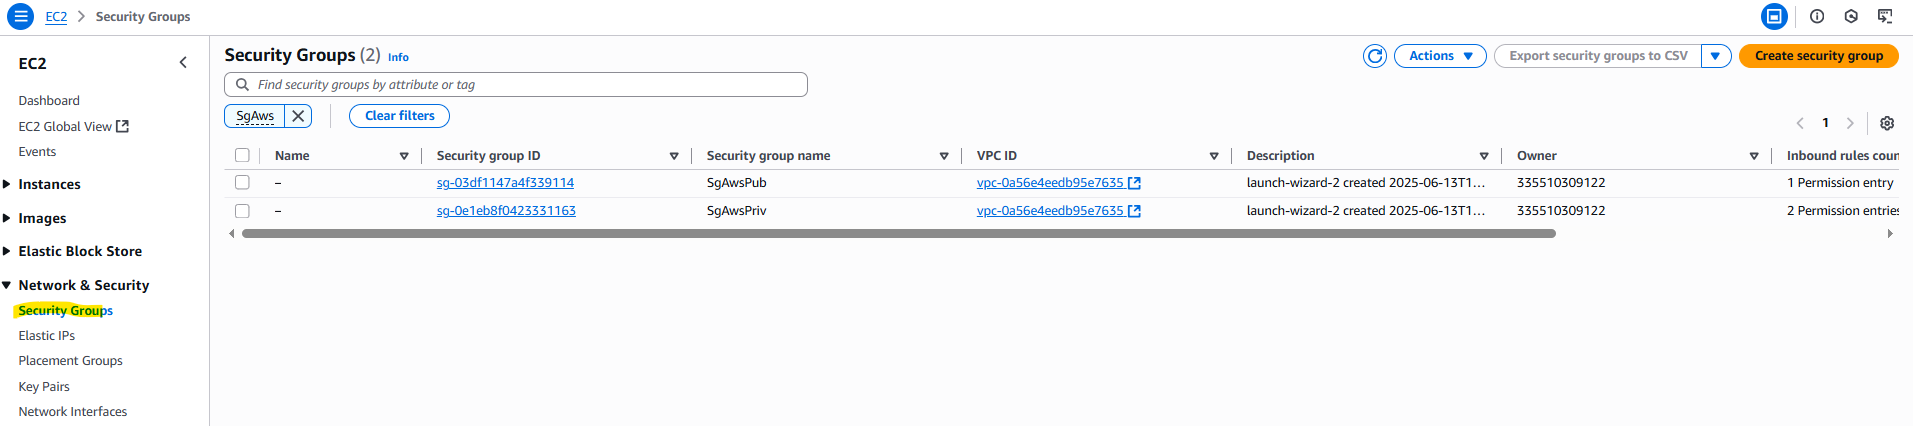 EC2 > Security Groups
EC2
Dashboard
EC2 Global View
Events
Instances
Images
Elastic Block Store
Network & Security
Security Groups
Elastic IPs
Placement Groups
Key Pairs
Network Interfaces
Security Groups (2) Info
Actions
Export security groups to CSV
Create security group
Find security groups by attribute or tag
SgAws
Clear filters
1
Name Security group ID Security group name VPC ID Description Owner Inbound rules coun
– sg-03df1147a4f339114 SgAwsPub vpc-0a56e4eedb95e7635 launch-wizard-2 created 2025-06-13T1... 335510309122 1 Permission entry
– sg-0e1eb8f0423331163 SgAwsPriv vpc-0a56e4eedb95e7635 launch-wizard-2 created 2025-06-13T1... 335510309122 2 Permission entries